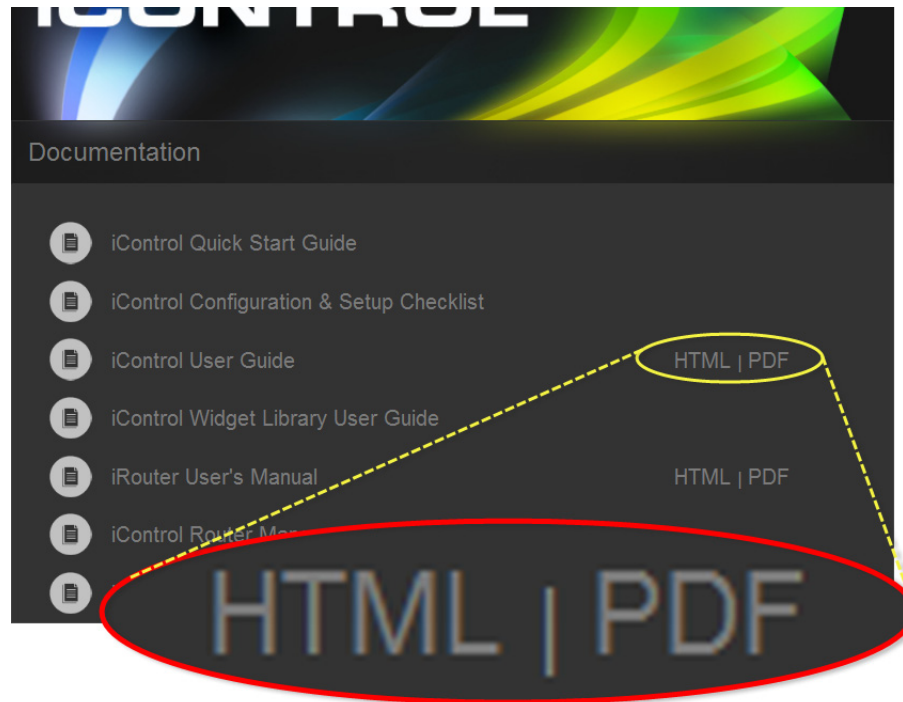 iCONTROL
Documentation
iControl Quick Start Guide
iControl Configuration & Setup Checklist
iControl User Guide HTML | PDF
iControl Widget Library User Guide
iRouter User's Manual HTML | PDF
iControl Router
HTML | PDF